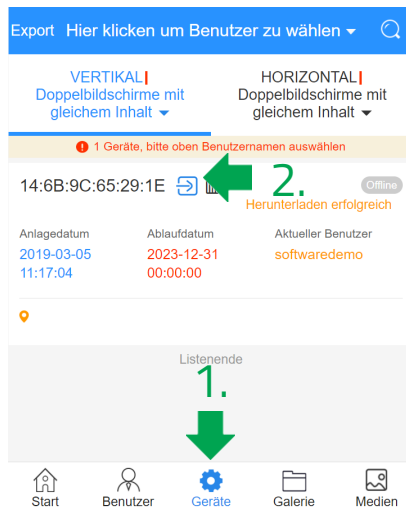 Export Hier klicken um Benutzer zu wählen
VERTIKAL HORIZONTAL
Doppelbildschirme mit Doppelbildschirme mit
gleichem Inhalt gleichem Inhalt
1 Geräte, bitte oben Benutzernamen auswählen
14:6B:9C:65:29:1E 2. Offline
Herunterladen erfolgreich
Anlagedatum Ablaufdatum Aktueller Benutzer
2019-03-05 2023-12-31 softwaredemo
11:17:04 00:00:00
Listenende
1.
Start Benutzer Geräte Galerie Medien